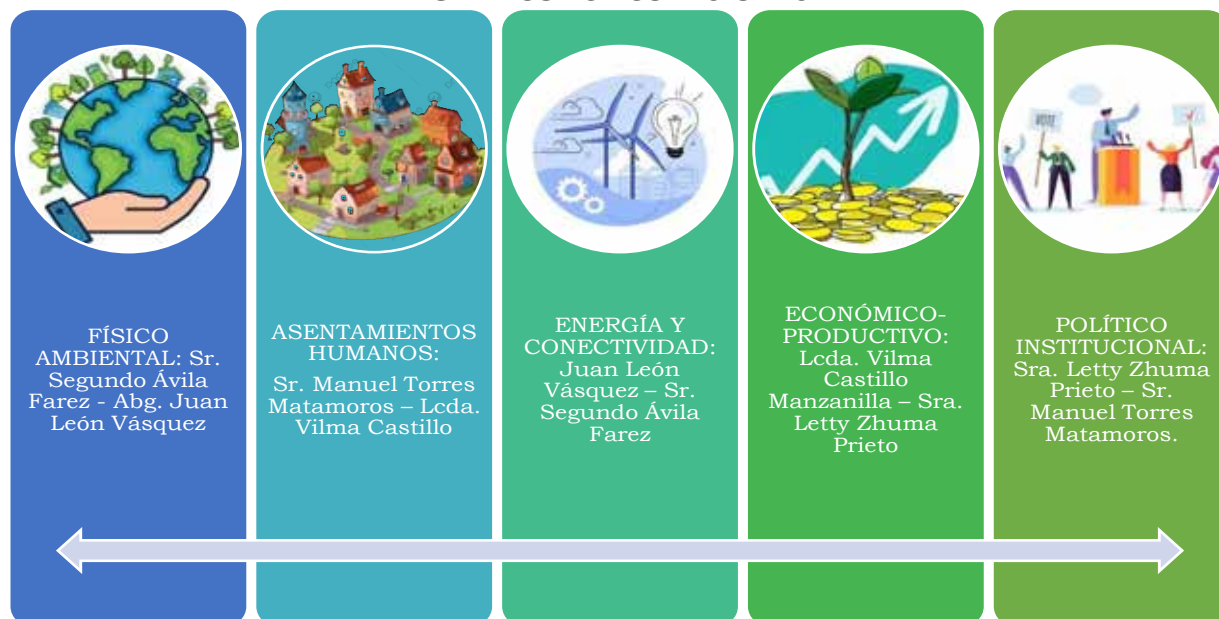 FÍSICO
AMBIENTAL: Sr.
Segundo Ávila
Farez - Abg. Juan
León Vásquez
ASENTAMIENTOS
HUMANOS:
Sr. Manuel Torres
Matamoros – Lcda.
Vilma Castillo
ENERGÍA Y
CONECTIVIDAD:
Juan León
Vásquez – Sr.
Segundo Ávila
Farez
ECONÓMICO-
PRODUCTIVO:
Lcda. Vilma
Castillo
Manzanilla – Sra.
Letty Zhuma
Prieto
VOTE
POLÍTICO
INSTITUCIONAL:
Sra. Letty Zhuma
Prieto – Sr.
Manuel Torres
Matamoros.